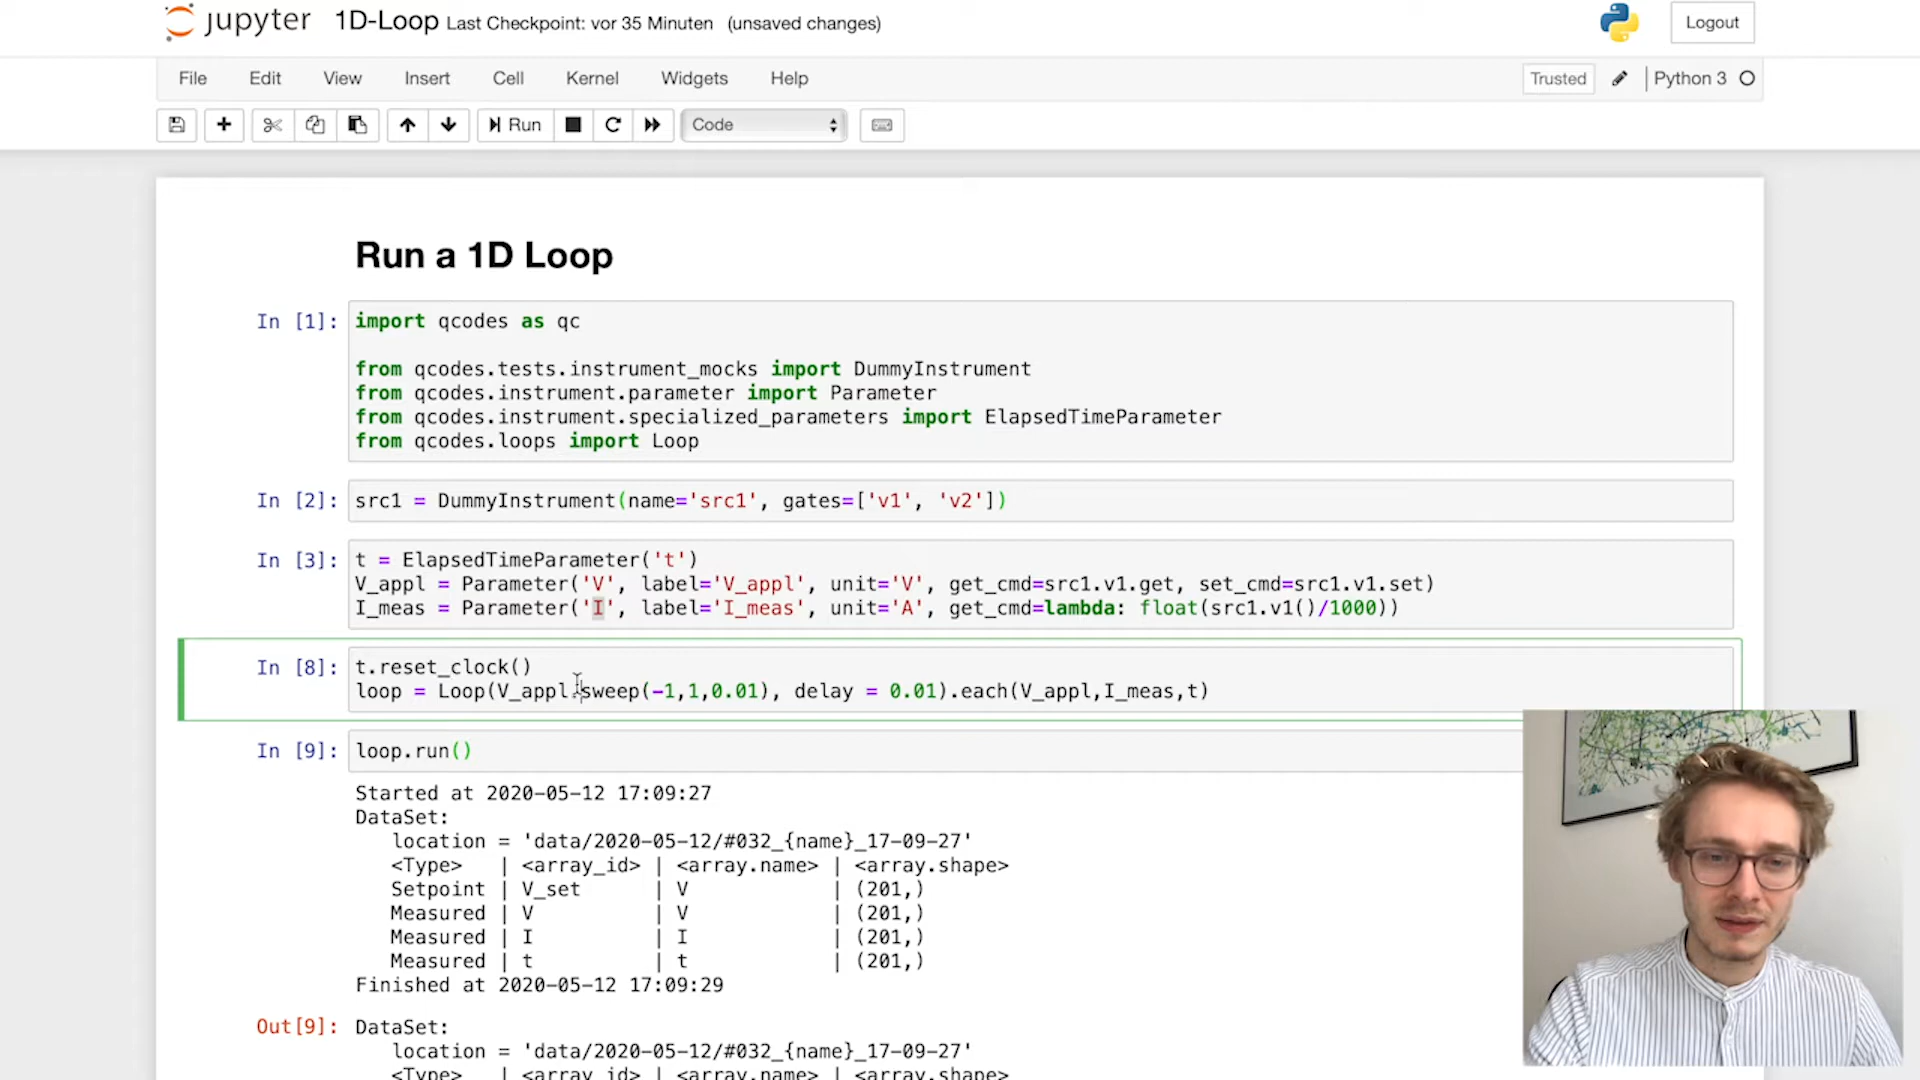 jupyter 1D-Loop Last Checkpoint: vor 35 Minuten (unsaved changes) Logout
File Edit View Insert Cell Kernel Widgets Help Trusted Python 3
Run Code
Run a 1D Loop
In [1]: import qcodes as qc
from qcodes.tests.instrument_mocks import DummyInstrument
from qcodes.instrument.parameter import Parameter
from qcodes.instrument.specialized_parameters import ElapsedTimeParameter
from qcodes.loops import Loop
In [2]: src1 = DummyInstrument(name='src1', gates=['v1', 'v2'])
In [3]: t = ElapsedTimeParameter('t')
V_appl = Parameter('V', label='V_appl', unit='V', get_cmd=src1.v1.get, set_cmd=src1.v1.set)
I_meas = Parameter('I', label='I_meas', unit='A', get_cmd=lambda: float(src1.v1()/1000))
In [8]: t.reset_clock()
loop = Loop(V_appl.sweep(-1,1,0.01), delay = 0.01).each(V_appl,I_meas,t)
In [9]: loop.run()
Started at 2020-05-12 17:09:27
DataSet:
location = 'data/2020-05-12/#032_{name}_17-09-27'
<Type> | <array_id> | <array.name> | <array.shape>
Setpoint | V_set | V | (201,)
Measured | V | V | (201,)
Measured | I | I | (201,)
Measured | t | t | (201,)
Finished at 2020-05-12 17:09:29
Out[9]: DataSet:
location = 'data/2020-05-12/#032_{name}_17-09-27'
<Type> | <array_id> | <array.name> | <array.shape>